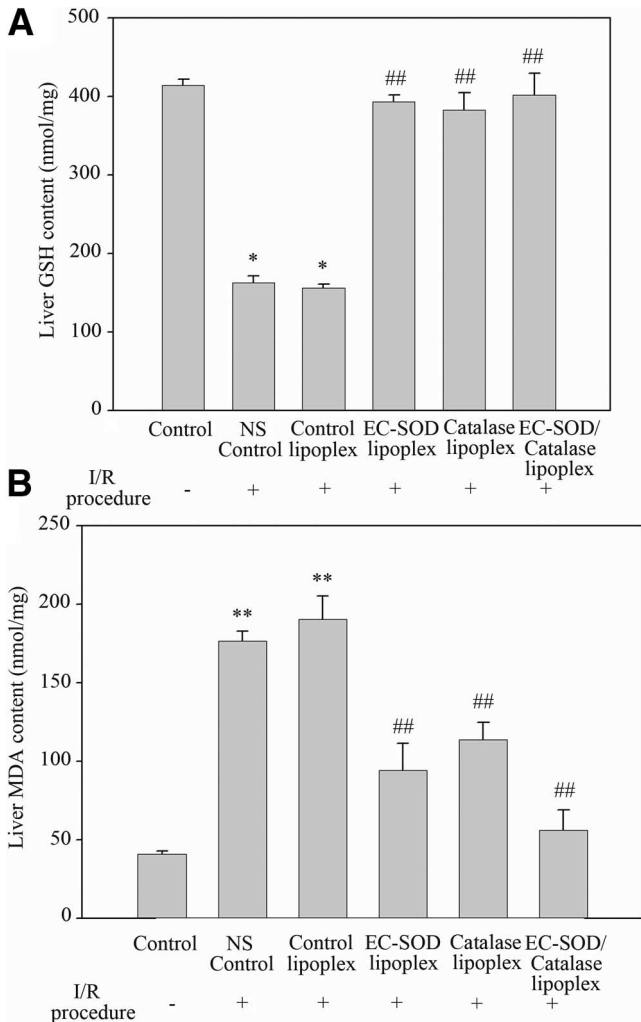 A
Liver GSH content (nmol/mg)
500
400
300
200
100
0
*
*
##
##
##
Control
NS
Control
Control
lipoplex
EC-SOD
lipoplex
Catalase
lipoplex
EC-SOD/
Catalase
lipoplex
I/R
procedure
- + + + + +
B
Liver MDA content (nmol/mg)
250
200
150
100
50
0
**
**
##
##
##
Control
NS
Control
Control
lipoplex
EC-SOD
lipoplex
Catalase
lipoplex
EC-SOD/
Catalase
lipoplex
I/R
procedure
- + + + + +